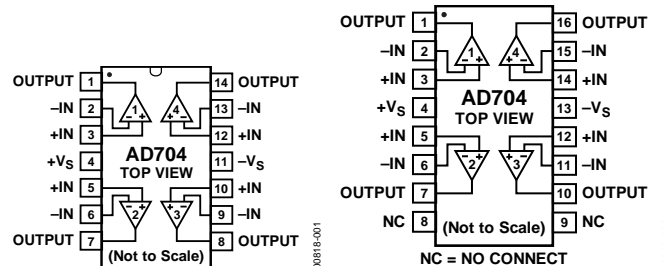 OUTPUT 1 14 OUTPUT
–IN 2 1 4 13 –IN
+IN 3 12 +IN
+VS 4 AD704 11 –VS
TOP VIEW
+IN 5 10 +IN
–IN 6 2 3 9 –IN
OUTPUT 7 8 OUTPUT
(Not to Scale)
00818-001
OUTPUT 1 16 OUTPUT
–IN 2 1 4 15 –IN
+IN 3 14 +IN
+VS 4 AD704 13 –VS
TOP VIEW
+IN 5 12 +IN
–IN 6 2 3 11 –IN
OUTPUT 7 10 OUTPUT
NC 8 (Not to Scale) 9 NC
NC = NO CONNECT